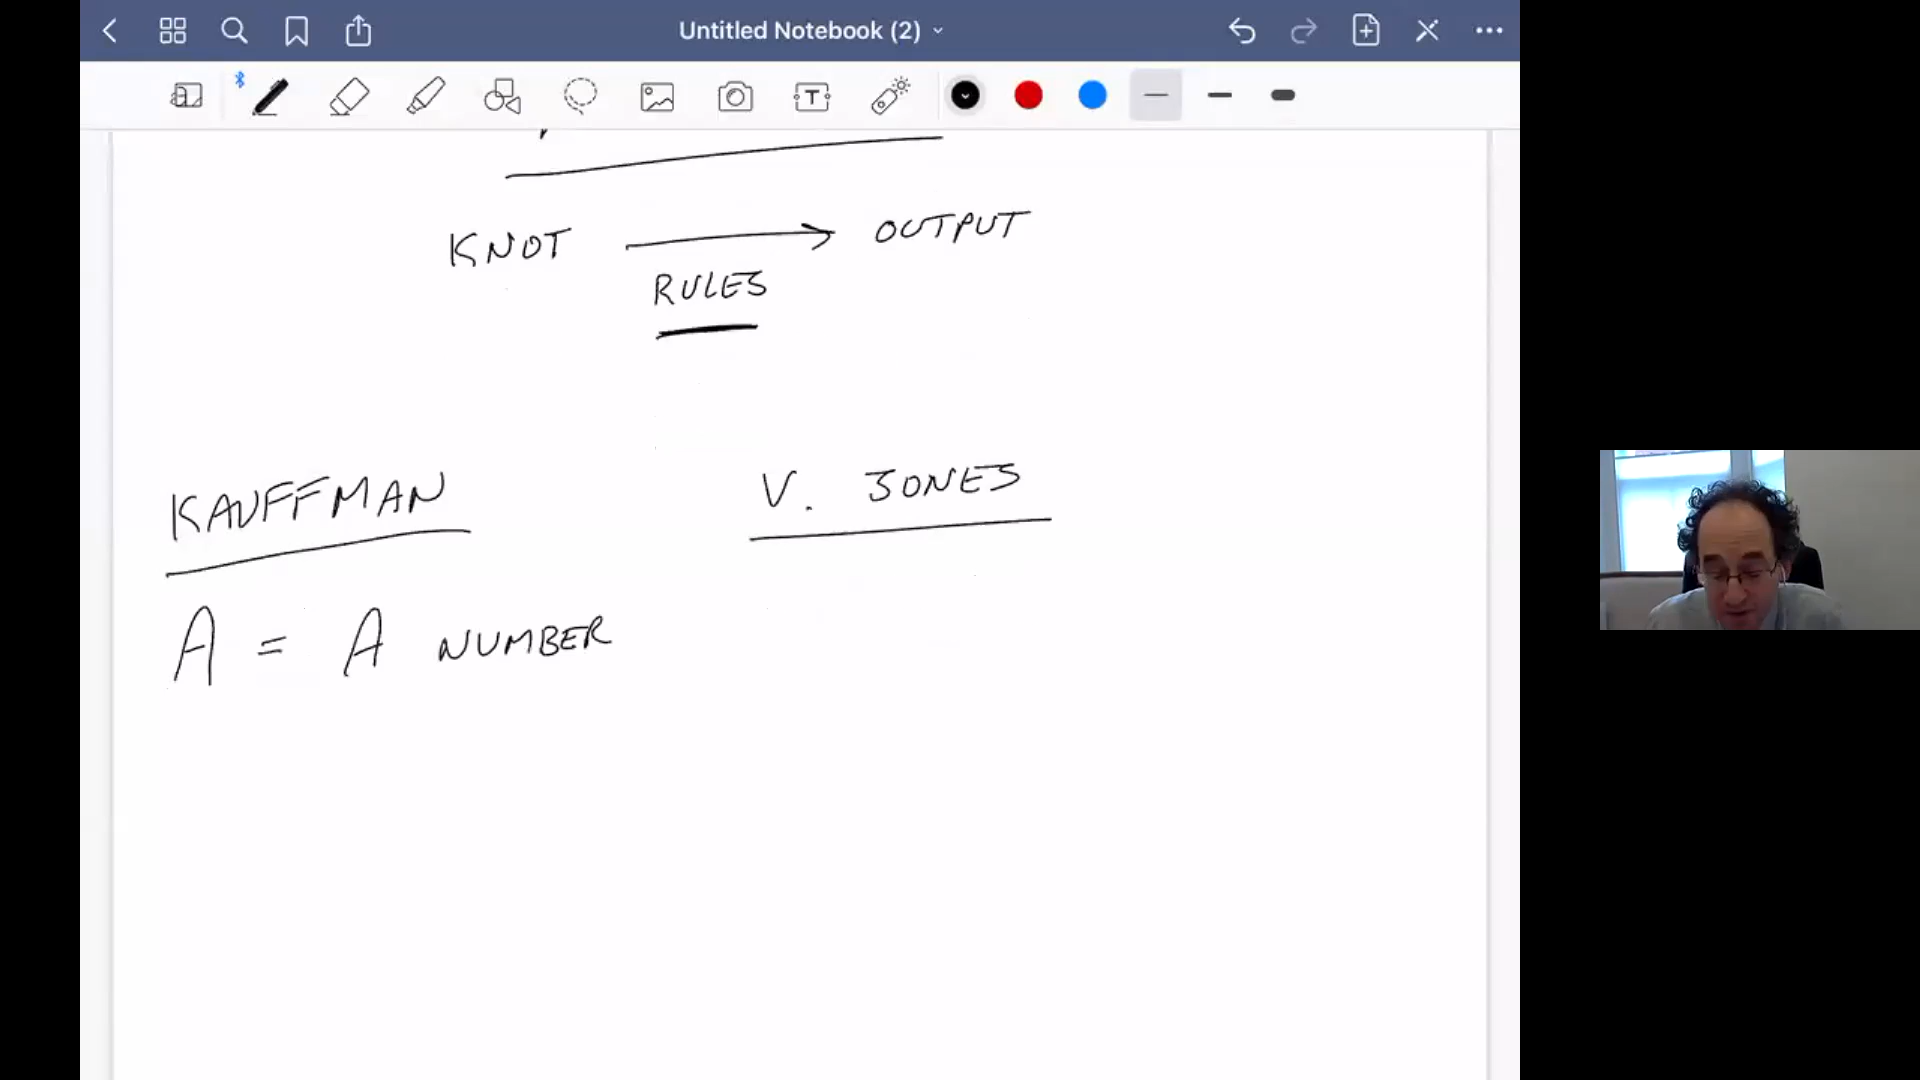 Untitled Notebook (2)
KNOT → OUTPUT
RULES
KAUFFMAN
V. JONES
A = A NUMBER